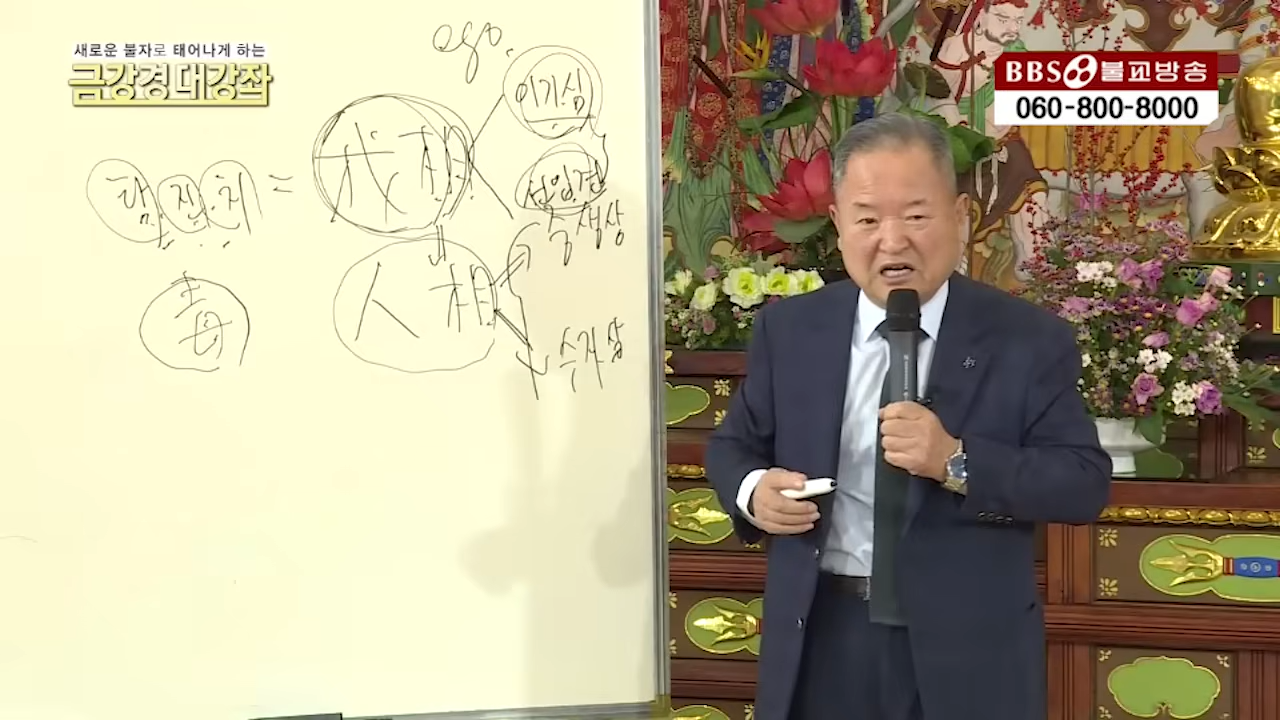 새로운 불자로 태어나게 하는
금강경 대강좌
BBS 불교방송
060-800-8000
ego.
이기심
我相
탐.진.치 =
선입견
중생상
人相
毒
수자상